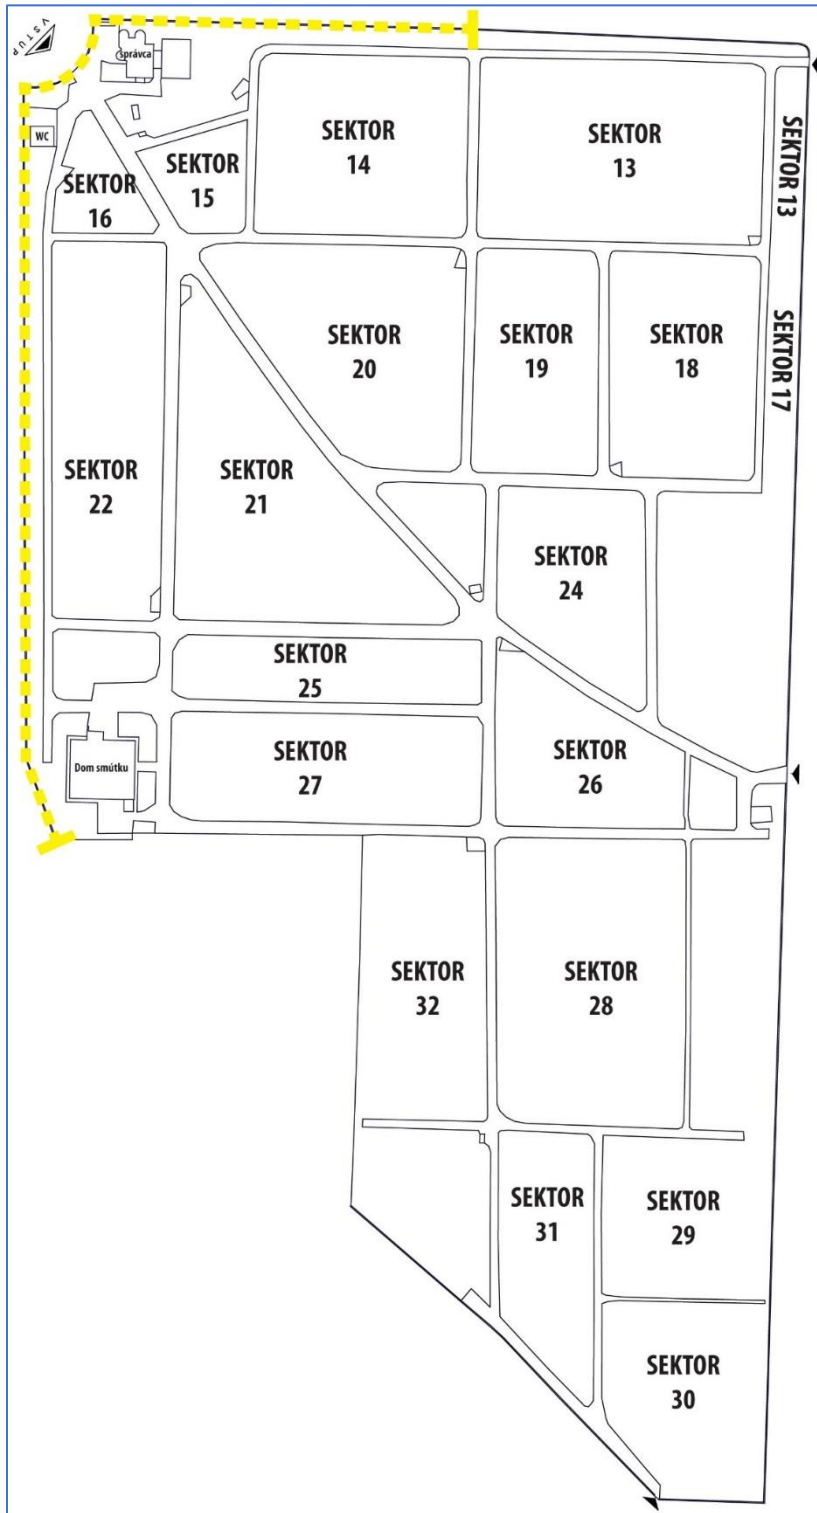 VSTUP
správca
WC
SEKTOR
14
SEKTOR
13
SEKTOR 13
SEKTOR
15
SEKTOR
16
SEKTOR
20
SEKTOR
19
SEKTOR
18
SEKTOR 17
SEKTOR
22
SEKTOR
21
SEKTOR
24
SEKTOR
25
SEKTOR
27
SEKTOR
26
Dom smútku
SEKTOR
32
SEKTOR
28
SEKTOR
31
SEKTOR
29
SEKTOR
30